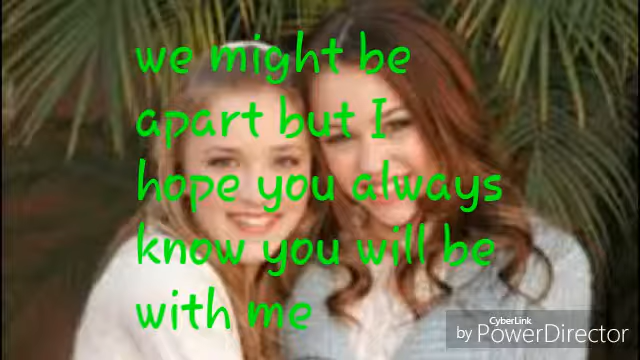 we might be
apart but I
hope you always
know you will be
with me
CyberLink
by PowerDirector